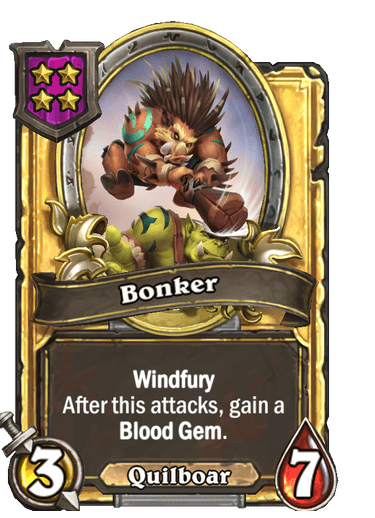 Bonker
Windfury
After this attacks, gain a
Blood Gem.
3
Quilboar
7